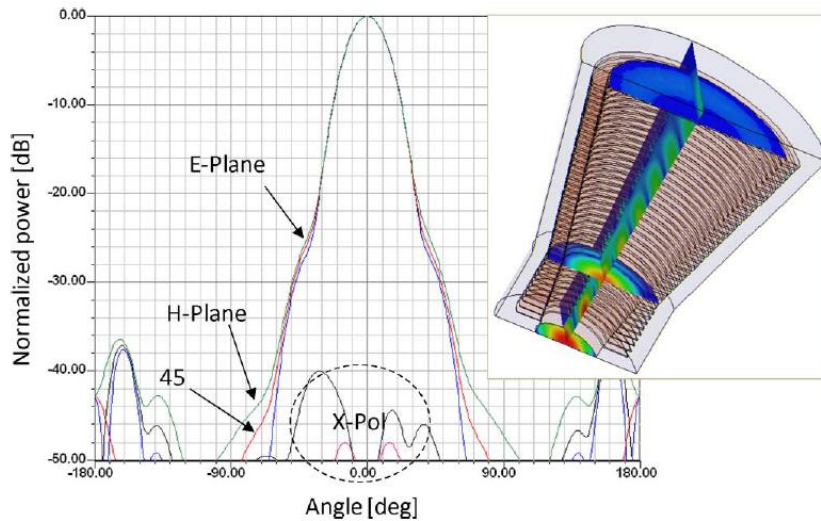 0.00
-10.00
-20.00
-30.00
-40.00
-50.00
Normalized power [dB]
E-Plane
H-Plane
45
X-Pol
-180.00
-90.00
0.00
90.00
180.00
Angle [deg]